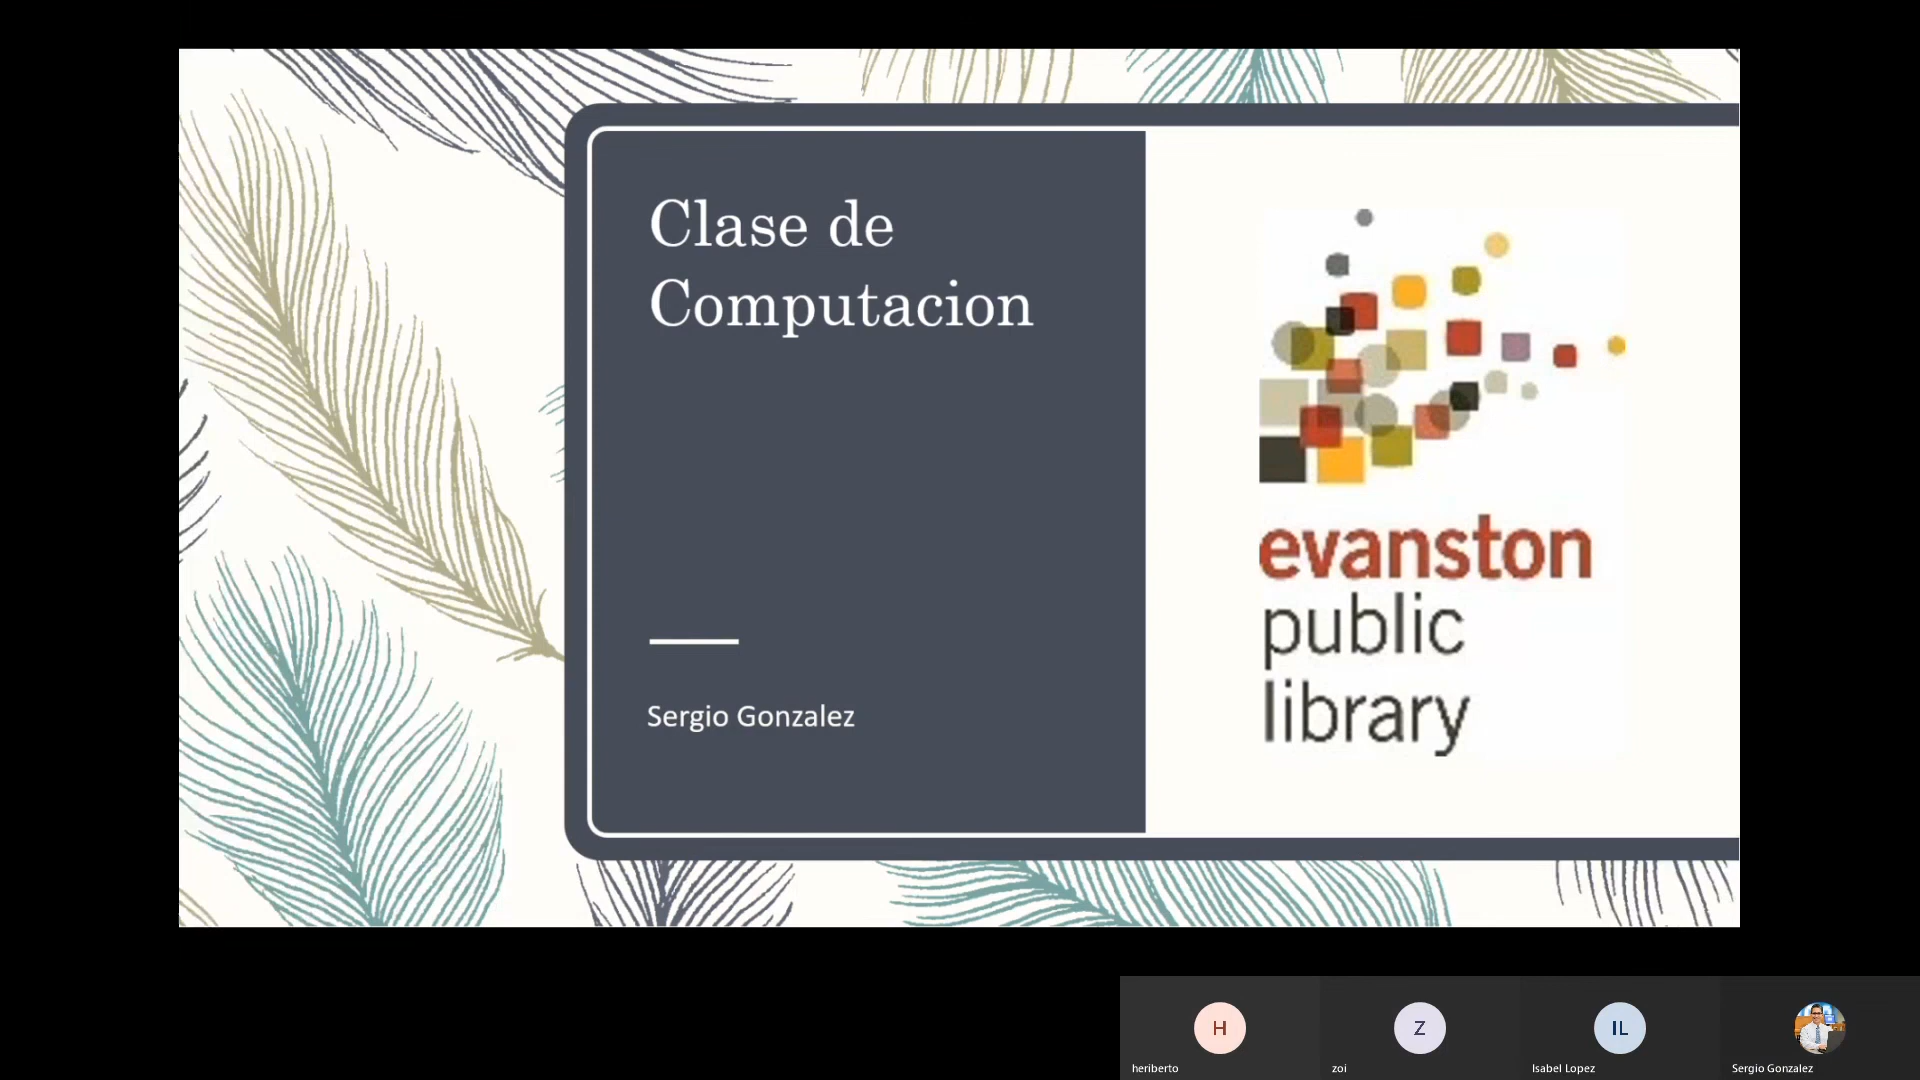 Clase de
Computacion
Sergio Gonzalez
evanston
public
library
H
heriberto
Z
zoi
IL
Isabel Lopez
Sergio Gonzalez